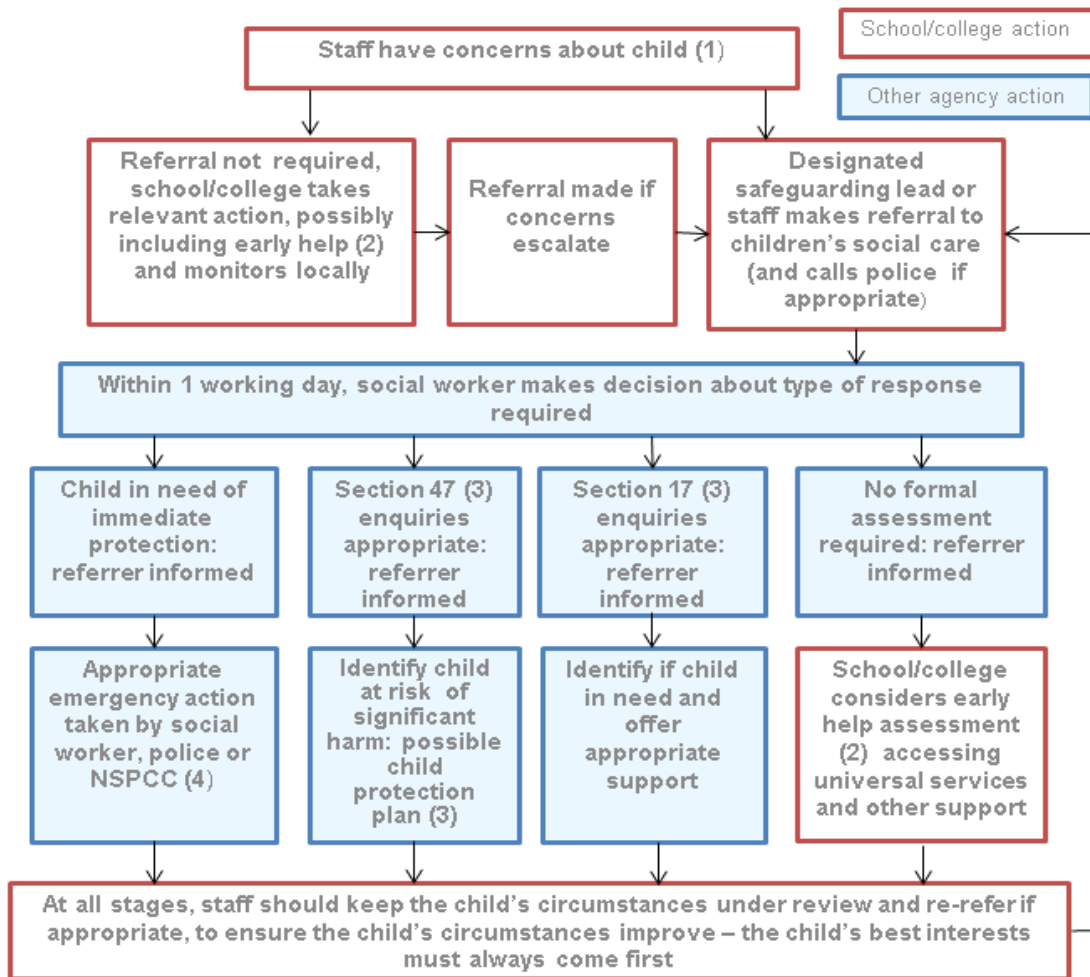 Staff have concerns about child (1)
School/college action
Other agency action
Referral not required,
school/college takes
relevant action, possibly
including early help (2)
and monitors locally
Referral made if
concerns
escalate
Designated
safeguarding lead or
staff makes referral to
children’s social care
(and calls police if
appropriate)
Within 1 working day, social worker makes decision about type of response
required
Child in need of
immediate
protection:
referrer informed
Section 47 (3)
enquiries
appropriate:
referrer
informed
Section 17 (3)
enquiries
appropriate:
referrer
informed
No formal
assessment
required: referrer
informed
Appropriate
emergency action
taken by social
worker, police or
NSPCC (4)
Identify child
at risk of
significant
harm: possible
child
protection
plan (3)
Identify if child
in need and
offer
appropriate
support
School/college
considers early
help assessment
(2) accessing
universal services
and other support
At all stages, staff should keep the child’s circumstances under review and re-refer if
appropriate, to ensure the child’s circumstances improve – the child’s best interests
must always come first